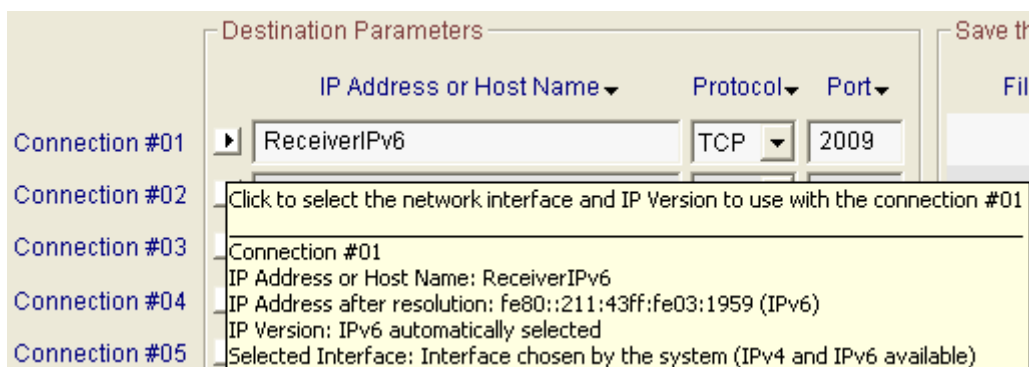 Destination Parameters
Save th
IP Address or Host Name Protocol Port Fil
Connection #01 ReceiverIPv6 TCP 2009
Connection #02
Click to select the network interface and IP Version to use with the connection #01
Connection #03
Connection #01
IP Address or Host Name: ReceiverIPv6
Connection #04
IP Address after resolution: fe80::211:43ff:fe03:1959 (IPv6)
IP Version: IPv6 automatically selected
Connection #05
Selected Interface: Interface chosen by the system (IPv4 and IPv6 available)